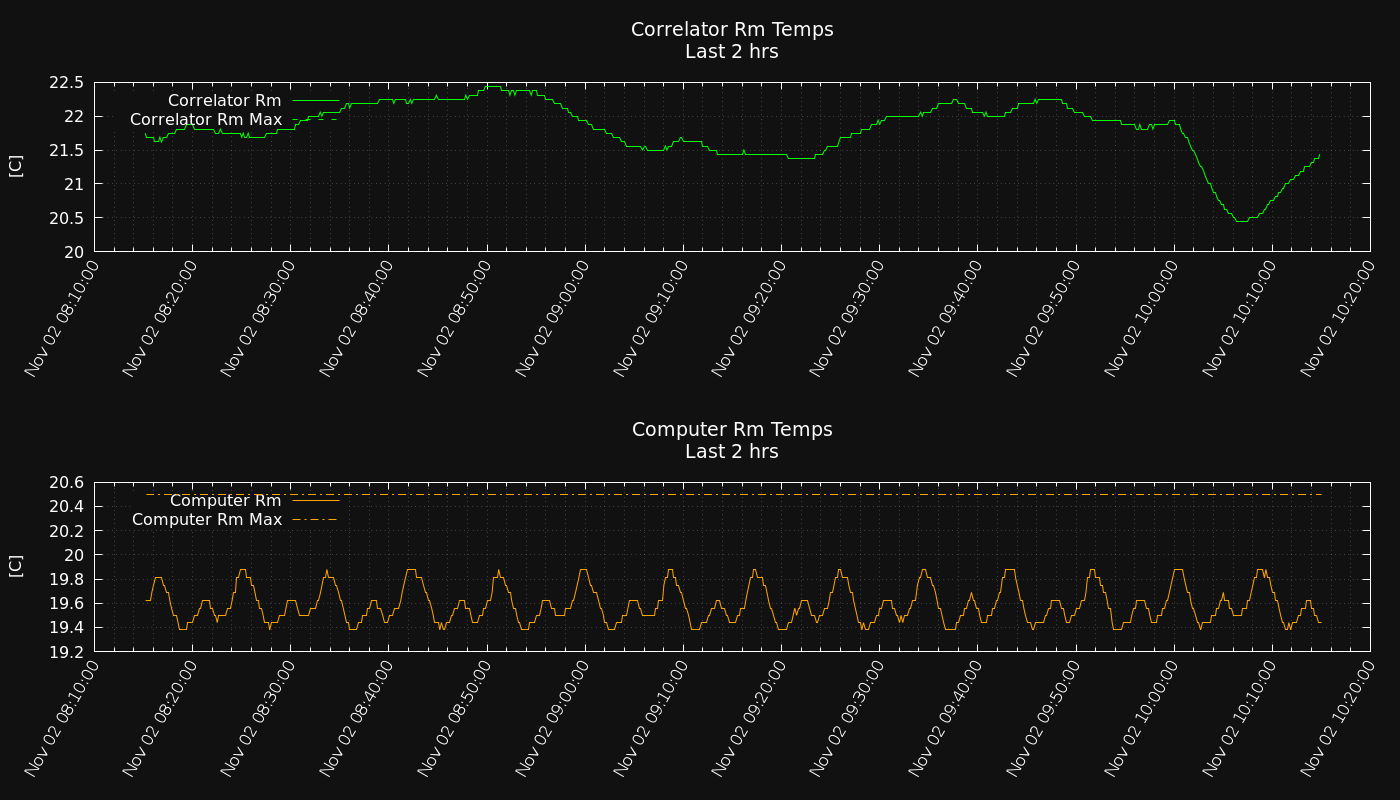 Correlator Rm Temps
Last 2 hrs
22.5
22
21.5
21
20.5
20
[C]
Correlator Rm
Correlator Rm Max
Nov 02 08:10:00
Nov 02 08:20:00
Nov 02 08:30:00
Nov 02 08:40:00
Nov 02 08:50:00
Nov 02 09:00:00
Nov 02 09:10:00
Nov 02 09:20:00
Nov 02 09:30:00
Nov 02 09:40:00
Nov 02 09:50:00
Nov 02 10:00:00
Nov 02 10:10:00
Nov 02 10:20:00
Computer Rm Temps
Last 2 hrs
20.6
20.4
20.2
20
19.8
19.6
19.4
19.2
[C]
Computer Rm
Computer Rm Max
Nov 02 08:10:00
Nov 02 08:20:00
Nov 02 08:30:00
Nov 02 08:40:00
Nov 02 08:50:00
Nov 02 09:00:00
Nov 02 09:10:00
Nov 02 09:20:00
Nov 02 09:30:00
Nov 02 09:40:00
Nov 02 09:50:00
Nov 02 10:00:00
Nov 02 10:10:00
Nov 02 10:20:00